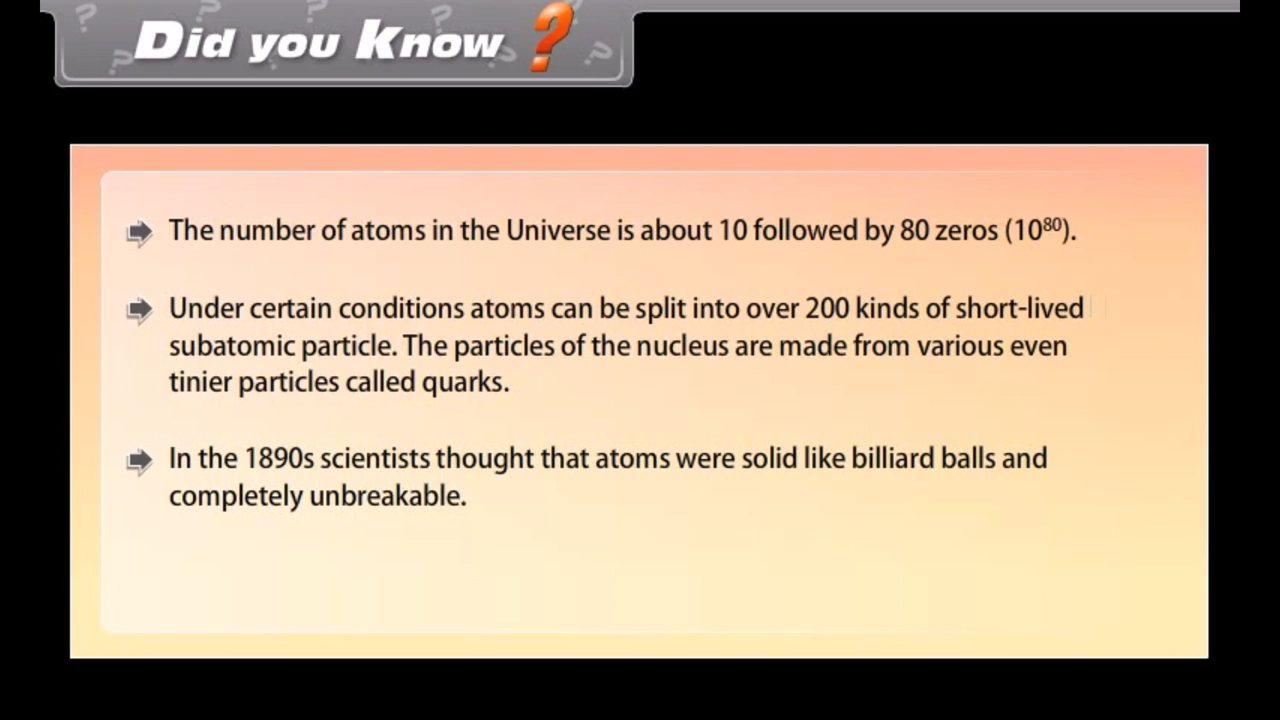 Did you Know ?
The number of atoms in the Universe is about 10 followed by 80 zeros (10⁸⁰).
Under certain conditions atoms can be split into over 200 kinds of short-lived
subatomic particle. The particles of the nucleus are made from various even
tinier particles called quarks.
In the 1890s scientists thought that atoms were solid like billiard balls and
completely unbreakable.